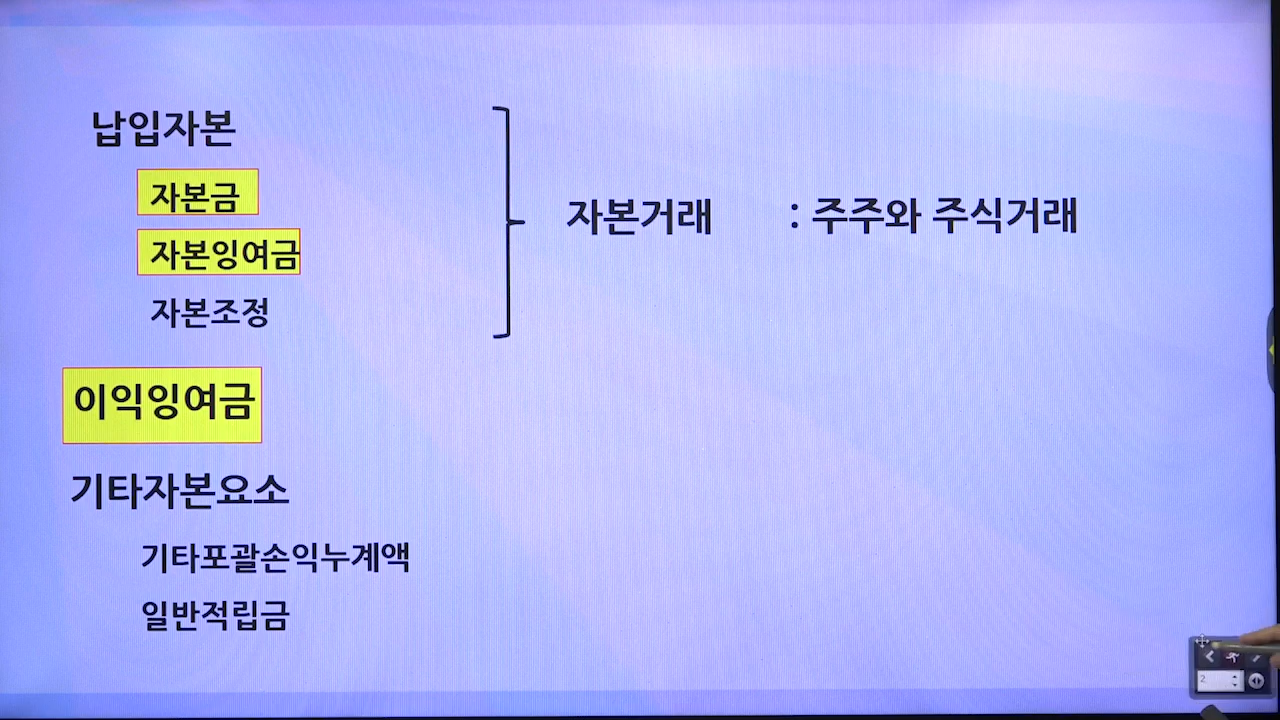 납입자본
자본금
자본잉여금
자본조정
자본거래 : 주주와 주식거래
이익잉여금
기타자본요소
기타포괄손익누계액
일반적립금
2